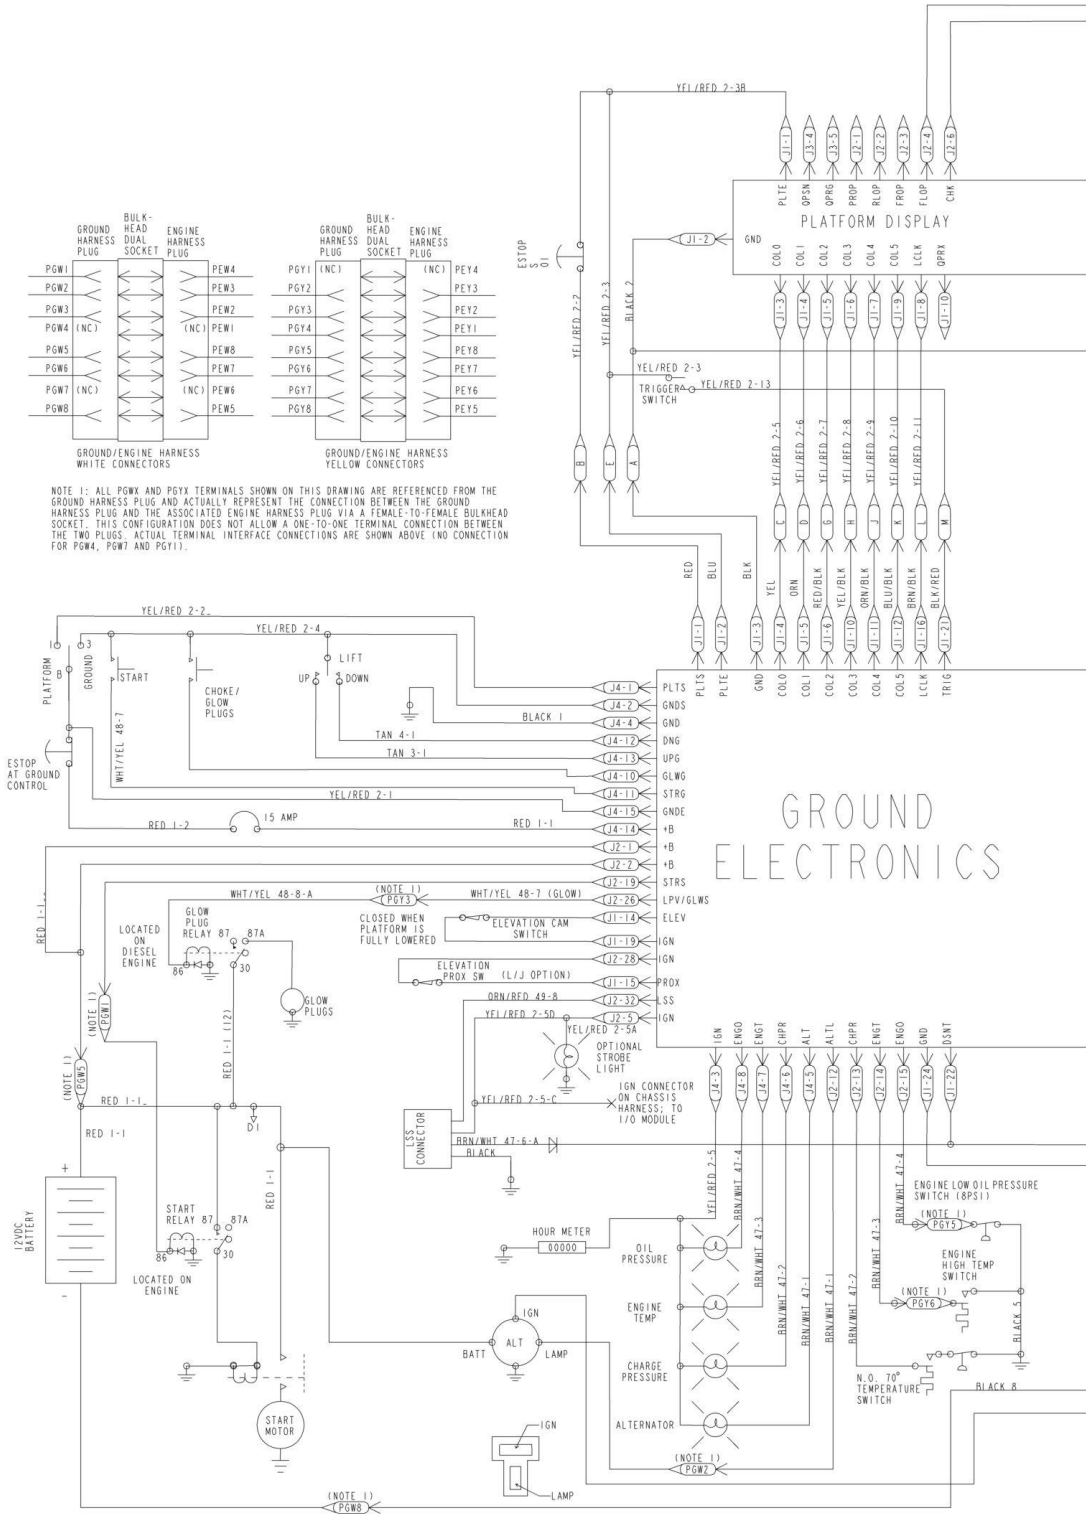 YEL/RED 2-3B
J1-1
J3-4
J3-5
J2-1
J2-2
J2-3
J2-4
J2-6
PLTE
QPSN
QPRG
PROP
RLOP
FROP
FLOP
CHK
PLATFORM DISPLAY
J1-2
GND
COL0
COL1
COL2
COL3
COL4
COL5
LCLK
QPRX
J1-3
J1-4
J1-5
J1-6
J1-7
J1-9
J1-8
J1-10
ESTOP
S
01
YEL/RED 2-2
YEL/RED 2-3
BLACK 2
YEL/RED 2-3
TRIGGER
SWITCH
YEL/RED 2-13
YEL/RED 2-5
YEL/RED 2-6
YEL/RED 2-7
YEL/RED 2-8
YEL/RED 2-9
YEL/RED 2-10
YEL/RED 2-11
B
E
A
C
D
G
H
J
K
L
M
RED
BLU
BLK
YEL
ORN
RED/BLK
YEL/BLK
ORN/BLK
BLU/BLK
BRN/BLK
BLK/RED
J1-1
J1-2
J1-3
J1-4
J1-5
J1-6
J1-10
J1-11
J1-12
J1-16
J1-21
PLTS
PLTE
GND
COL0
COL1
COL2
COL3
COL4
COL5
LCLK
TRIG
GROUND
HARNESS
PLUG
BULK-
HEAD
DUAL
SOCKET
ENGINE
HARNESS
PLUG
PGW1
PEW4
PGW2
PEW3
PGW3
PEW2
PGW4 (NC)
(NC) PEW1
PGW5
PEW8
PGW6
PEW7
PGW7 (NC)
(NC) PEW6
PGW8
PEW5
GROUND/ENGINE HARNESS
WHITE CONNECTORS
GROUND
HARNESS
PLUG
BULK-
HEAD
DUAL
SOCKET
ENGINE
HARNESS
PLUG
PGY1 (NC)
(NC) PEY4
PGY2
PEY3
PGY3
PEY2
PGY4
PEY1
PGY5
PEY8
PGY6
PEY7
PGY7
PEY6
PGY8
PEY5
GROUND/ENGINE HARNESS
YELLOW CONNECTORS
NOTE 1: ALL PGWX AND PGYX TERMINALS SHOWN ON THIS DRAWING ARE REFERENCED FROM THE
GROUND HARNESS PLUG AND ACTUALLY REPRESENT THE CONNECTION BETWEEN THE GROUND
HARNESS PLUG AND THE ASSOCIATED ENGINE HARNESS PLUG VIA A FEMALE-TO-FEMALE BULKHEAD
SOCKET. THIS CONFIGURATION DOES NOT ALLOW A ONE-TO-ONE TERMINAL CONNECTION BETWEEN
THE TWO PLUGS. ACTUAL TERMINAL INTERFACE CONNECTIONS ARE SHOWN ABOVE (NO CONNECTION
FOR PGW4, PGW7 AND PGY1).
YEL/RED 2-2_
1
3
YEL/RED 2-4
PLATFORM
B
GROUND
START
CHOKE/
GLOW
PLUGS
LIFT
UP
DOWN
WHT/YEL 48-7
BLACK 1
TAN 4-1
TAN 3-1
YEL/RED 2-1
ESTOP
AT GROUND
CONTROL
RED 1-2
15 AMP
RED 1-1
J4-1 PLTS
J4-2 GNDS
J4-4 GND
J4-12 DNG
J4-13 UPG
J4-10 GLWG
J4-11 STRG
J4-15 GNDE
J4-14 +B
J2-1 +B
J2-2 +B
J2-19 STRS
J2-26 LPV/GLWS
J1-14 ELEV
J1-19 IGN
J2-28 IGN
J1-15 PROX
J2-32 LSS
J2-5 IGN
GROUND
ELECTRONICS
WHT/YEL 48-8-A
(NOTE 1)
PGY3
WHT/YEL 48-7 (GLOW)
RED 1-1_
LOCATED
ON
DIESEL
ENGINE
GLOW
PLUG
RELAY
87
87A
86
30
CLOSED WHEN
PLATFORM IS
FULLY LOWERED
ELEVATION CAM
SWITCH
ELEVATION
PROX SW
(L/J OPTION)
GLOW
PLUGS
ORN/RED 49-8
YEL/RED 2-5D
YEL/RED 2-5A
OPTIONAL
STROBE
LIGHT
(NOTE 1)
PGW1
(NOTE 1)
PGW5
RED 1-1 (12)
RED 1-1_
D1
RED 1-1
LSS
CONNECTOR
YEL/RED 2-5-C
IGN CONNECTOR
ON CHASSIS
HARNESS; TO
I/O MODULE
BRN/WHT 47-6-A
BLACK
IGN
ENGO
ENGT
CHPR
ALT
ALTL
CHPR
ENGT
ENGO
GND
DSNT
J4-3
J4-8
J4-7
J4-6
J4-5
J2-12
J2-13
J2-14
J2-15
J1-24
J1-22
+
12VDC
BATTERY
-
START
RELAY
87
87A
86
30
RED 1-1
LOCATED ON
ENGINE
HOUR METER
00000
YEL/RED 2-5
BRN/WHT 47-4
BRN/WHT 47-3
BRN/WHT 47-2
BRN/WHT 47-1
BRN/WHT 47-2
BRN/WHT 47-3
BRN/WHT 47-4
OIL
PRESSURE
ENGINE
TEMP
CHARGE
PRESSURE
ALTERNATOR
ENGINE LOW OIL PRESSURE
SWITCH (8PSI)
(NOTE 1)
PGY5
ENGINE
HIGH TEMP
SWITCH
(NOTE 1)
PGY6
BLACK 5
N.O. 70°
TEMPERATURE
SWITCH
BLACK 8
IGN
BATT
ALT
LAMP
START
MOTOR
IGN
LAMP
(NOTE 1)
PGW2
(NOTE 1)
PGW8